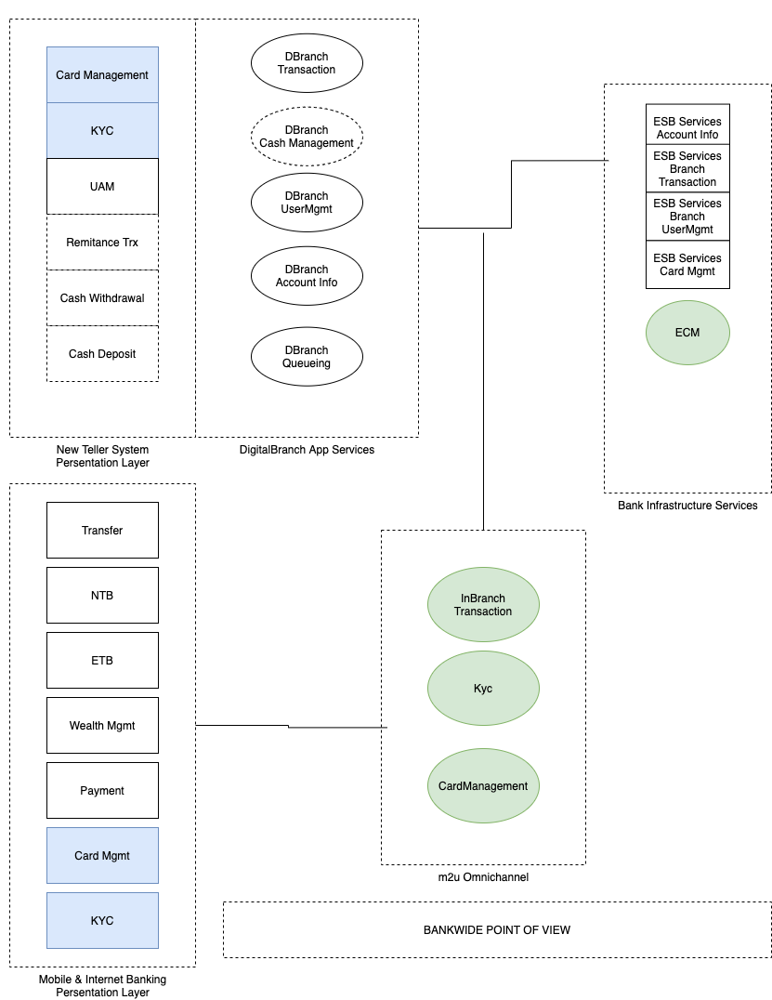 Card Management
KYC
UAM
Remitance Trx
Cash Withdrawal
Cash Deposit
New Teller System
Persentation Layer
DBranch
Transaction
DBranch
Cash Management
DBranch
UserMgmt
DBranch
Account Info
DBranch
Queueing
DigitalBranch App Services
ESB Services
Account Info
ESB Services
Branch
Transaction
ESB Services
Branch
UserMgmt
ESB Services
Card Mgmt
ECM
Bank Infrastructure Services
Transfer
NTB
ETB
Wealth Mgmt
Payment
Card Mgmt
KYC
Mobile & Internet Banking
Persentation Layer
InBranch
Transaction
Kyc
CardManagement
m2u Omnichannel
BANKWIDE POINT OF VIEW